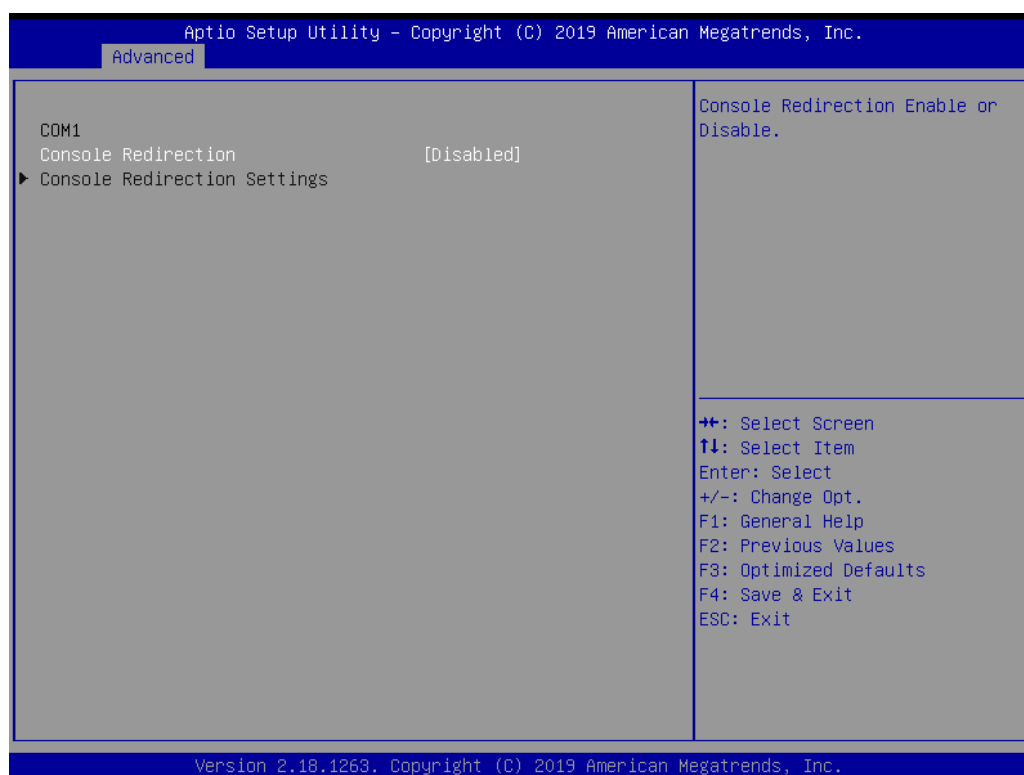 Aptio Setup Utility – Copyright (C) 2019 American Megatrends, Inc.
Advanced
COM1
Console Redirection [Disabled]
▶ Console Redirection Settings
Console Redirection Enable or
Disable.
→←: Select Screen
↑↓: Select Item
Enter: Select
+/-: Change Opt.
F1: General Help
F2: Previous Values
F3: Optimized Defaults
F4: Save & Exit
ESC: Exit
Version 2.18.1263. Copyright (C) 2019 American Megatrends, Inc.